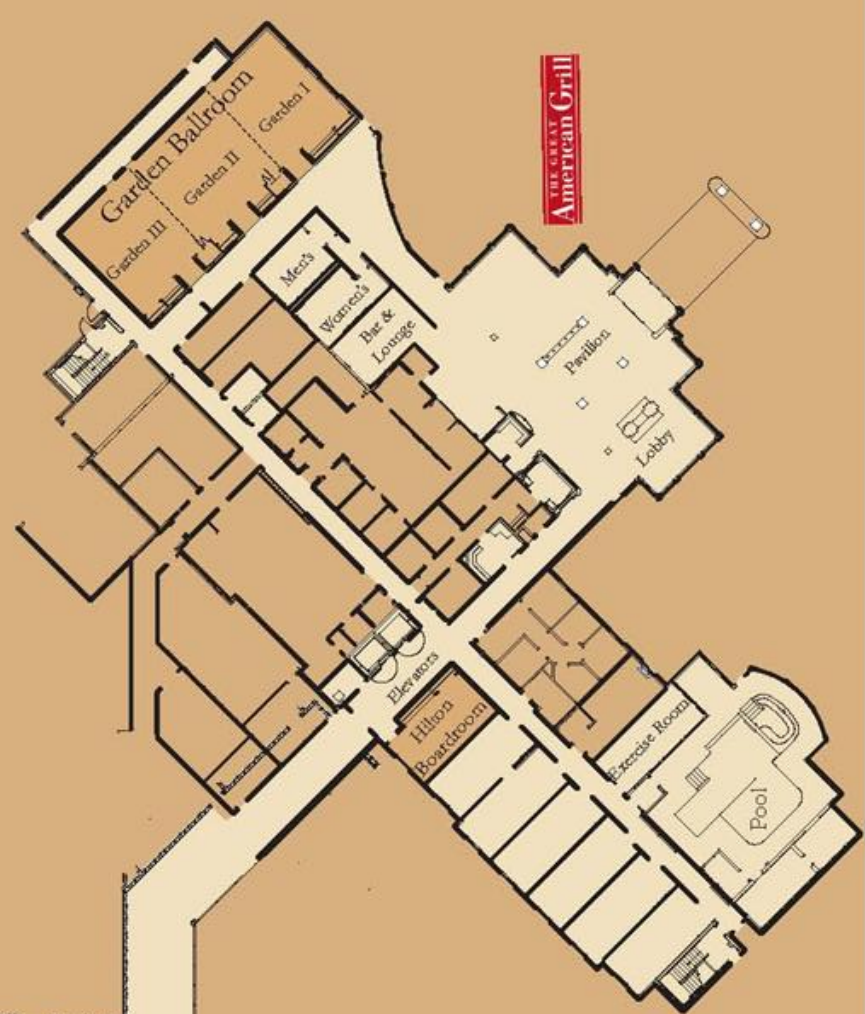 THE GREAT
American Grill
Garden Ballroom
Garden I
Garden II
Garden III
Men's
Women's
Bar &
Lounge
Pavilion
Lobby
Elevators
Hilton
Boardroom
Exercise Room
Pool